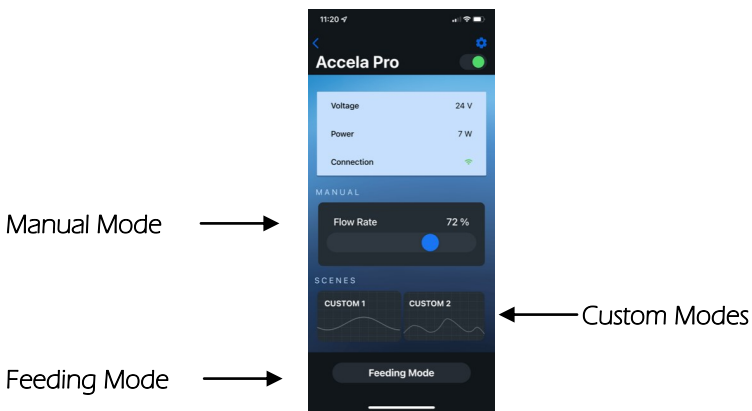 11:20
Accela Pro
Voltage 24 V
Power 7 W
Connection
MANUAL
Manual Mode
Flow Rate 72 %
SCENES
CUSTOM 1 CUSTOM 2
Custom Modes
Feeding Mode
Feeding Mode